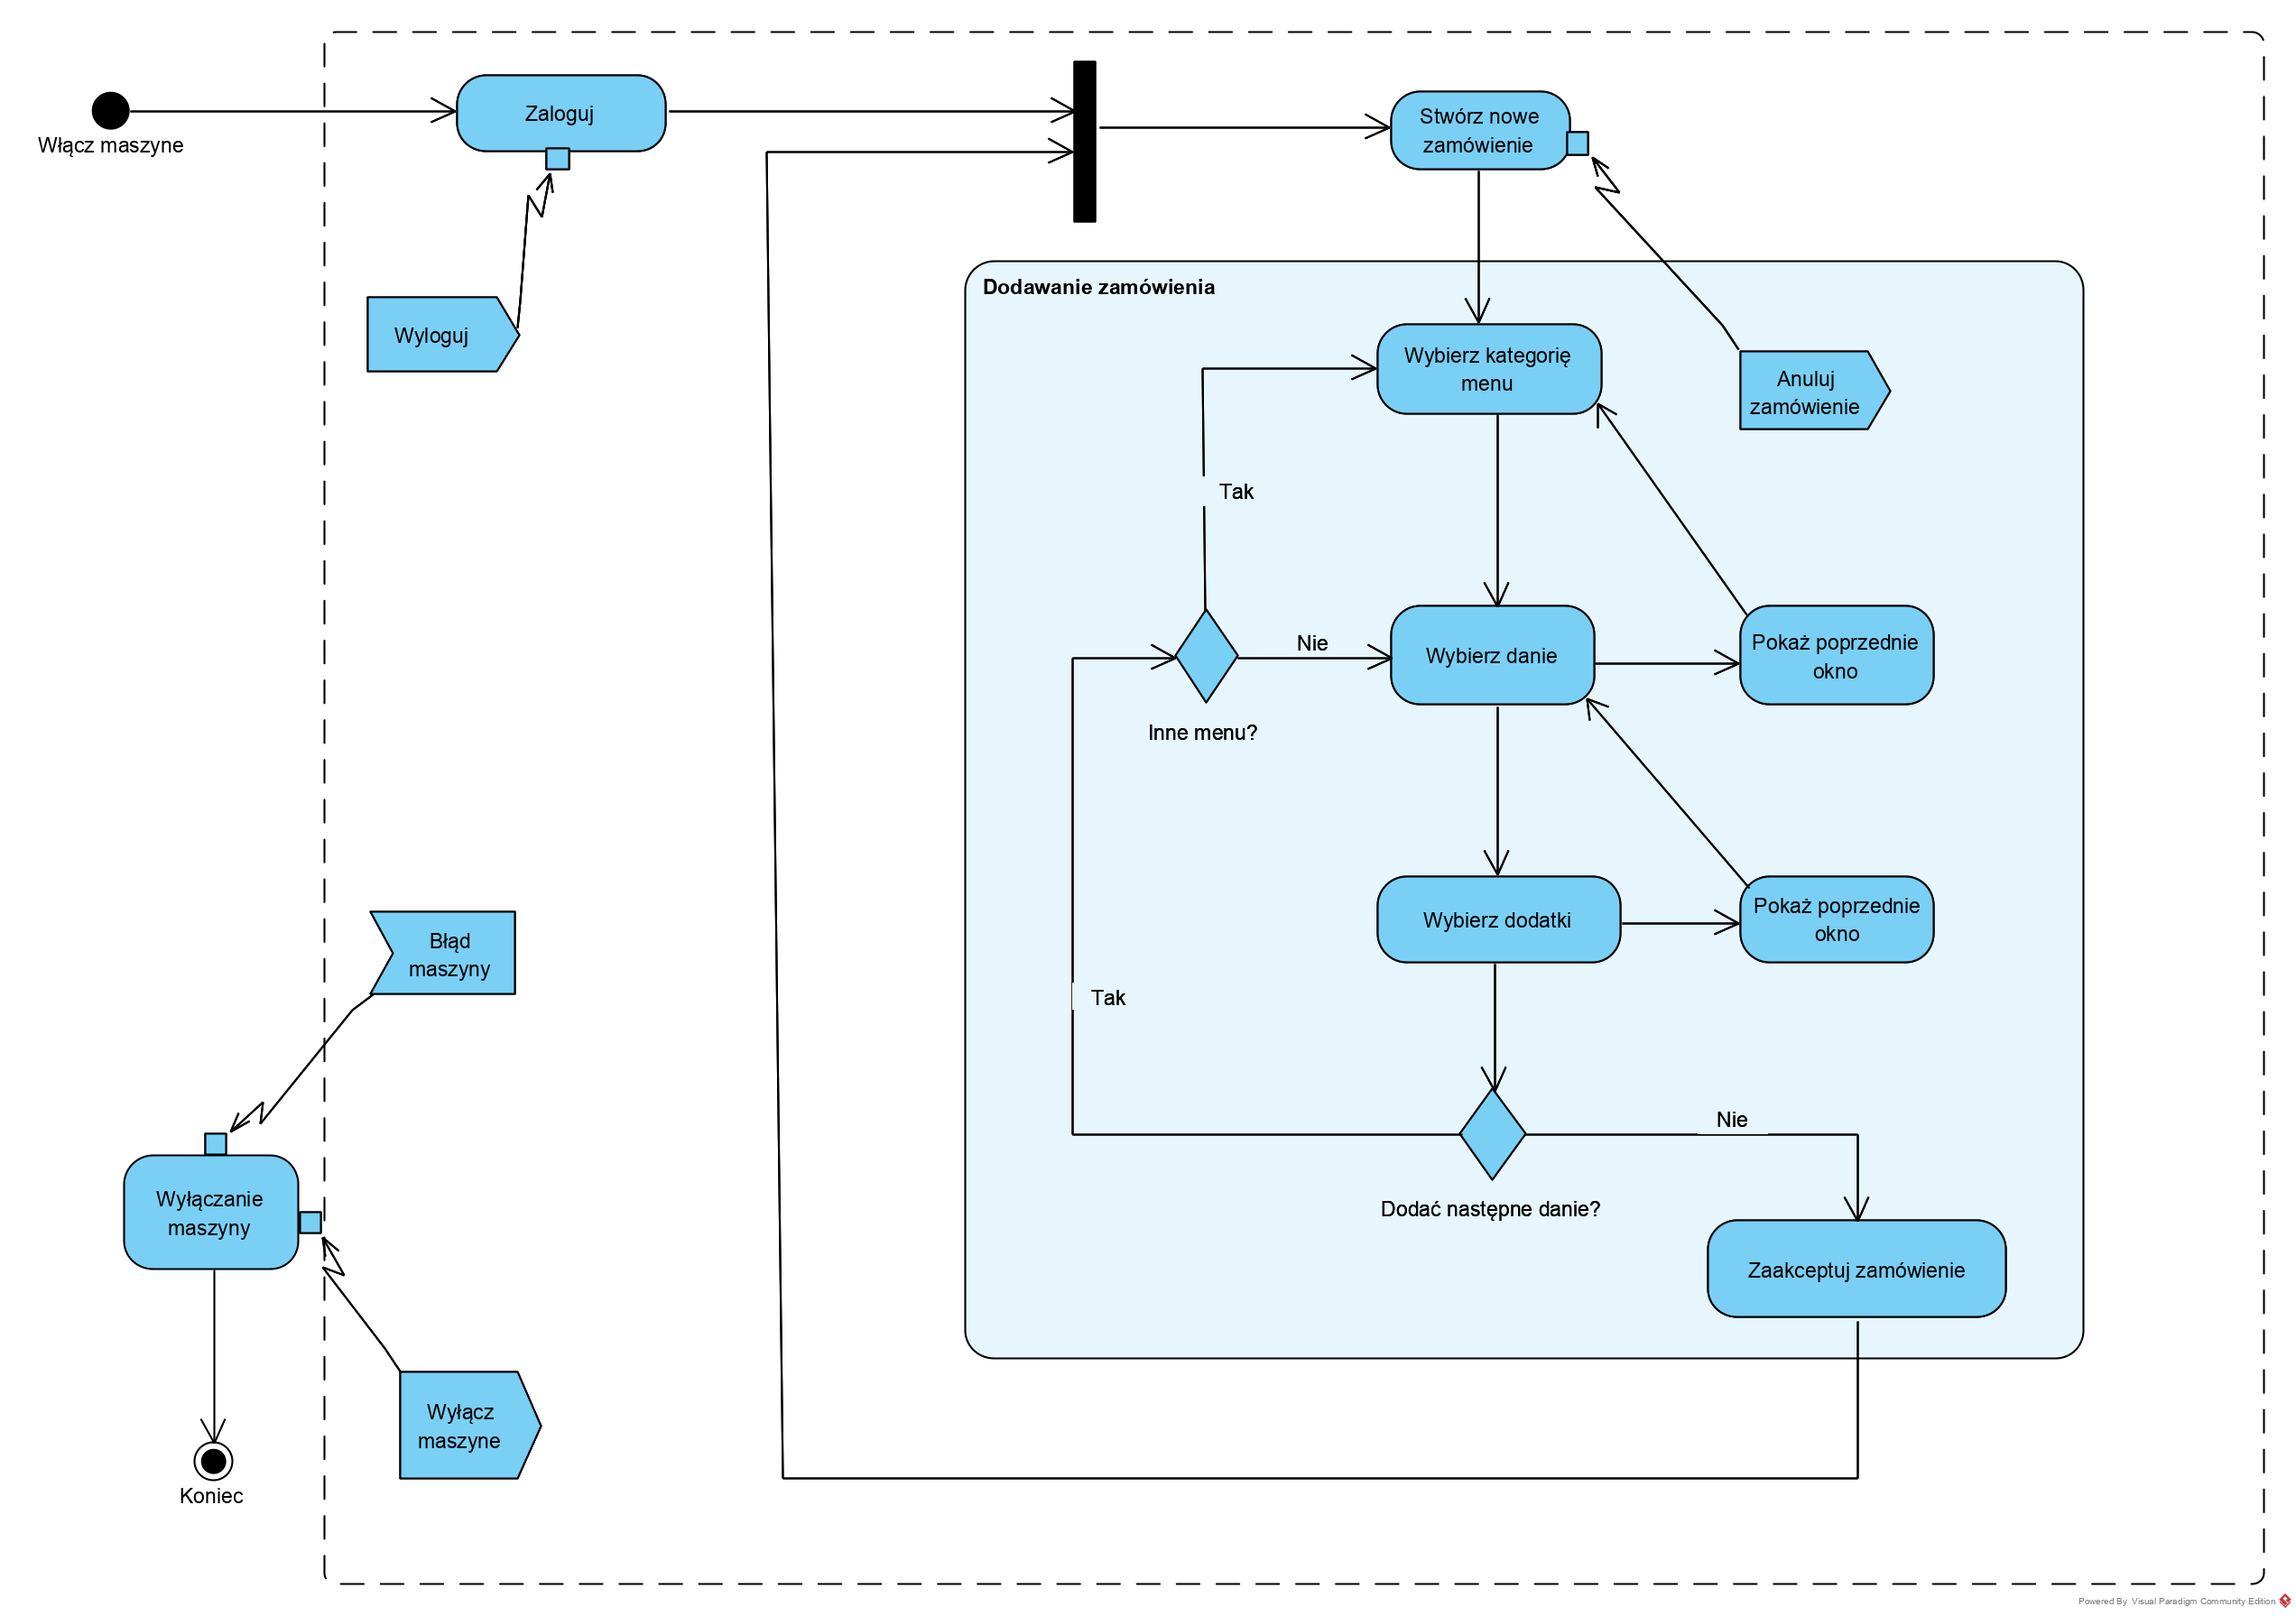 Włącz maszyne
Zaloguj
Stwórz nowe
zamówienie
Wyloguj
Dodawanie zamówienia
Wybierz kategorię
menu
Anuluj
zamówienie
Tak
Nie
Wybierz danie
Pokaż poprzednie
okno
Inne menu?
Wybierz dodatki
Pokaż poprzednie
okno
Błąd
maszyny
Tak
Nie
Wyłączanie
maszyny
Dodać następne danie?
Zaakceptuj zamówienie
Wyłącz
maszyne
Koniec
Powered By Visual Paradigm Community Edition